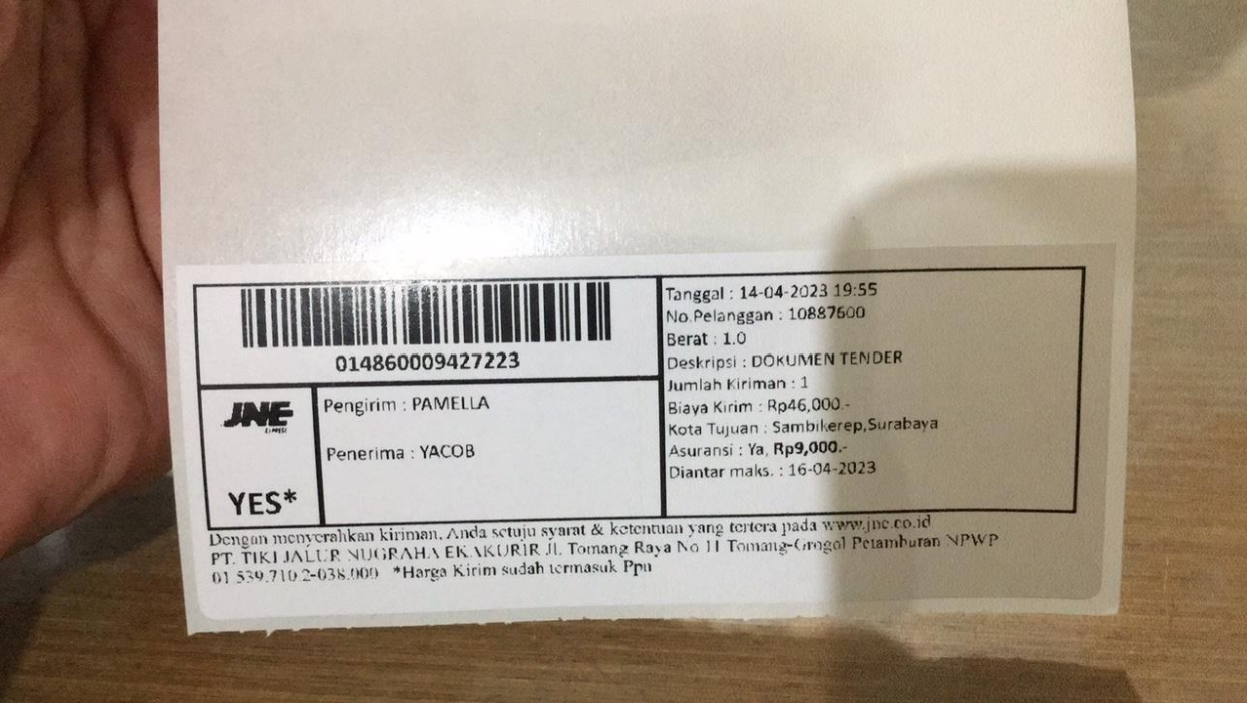 014860009427223
JNE
EXPRESS
YES*
Pengirim : PAMELLA
Penerima : YACOB
Tanggal : 14-04-2023 19:55
No.Pelanggan : 10887600
Berat : 1.0
Deskripsi : DOKUMEN TENDER
Jumlah Kiriman : 1
Biaya Kirim : Rp46,000.-
Kota Tujuan : Sambikerep,Surabaya
Asuransi : Ya, Rp9,000.-
Diantar maks. : 16-04-2023
Dengan menyerahkan kiriman, Anda setuju syarat & ketentuan yang tertera pada www.jne.co.id
PT. TIKI JALUR NUGRAHA EKAKURIR Jl. Tomang Raya No 11 Tomang-Grogol Petamburan NPWP
01 539.710 2-038.000 *Harga Kirim sudah termasuk Ppn